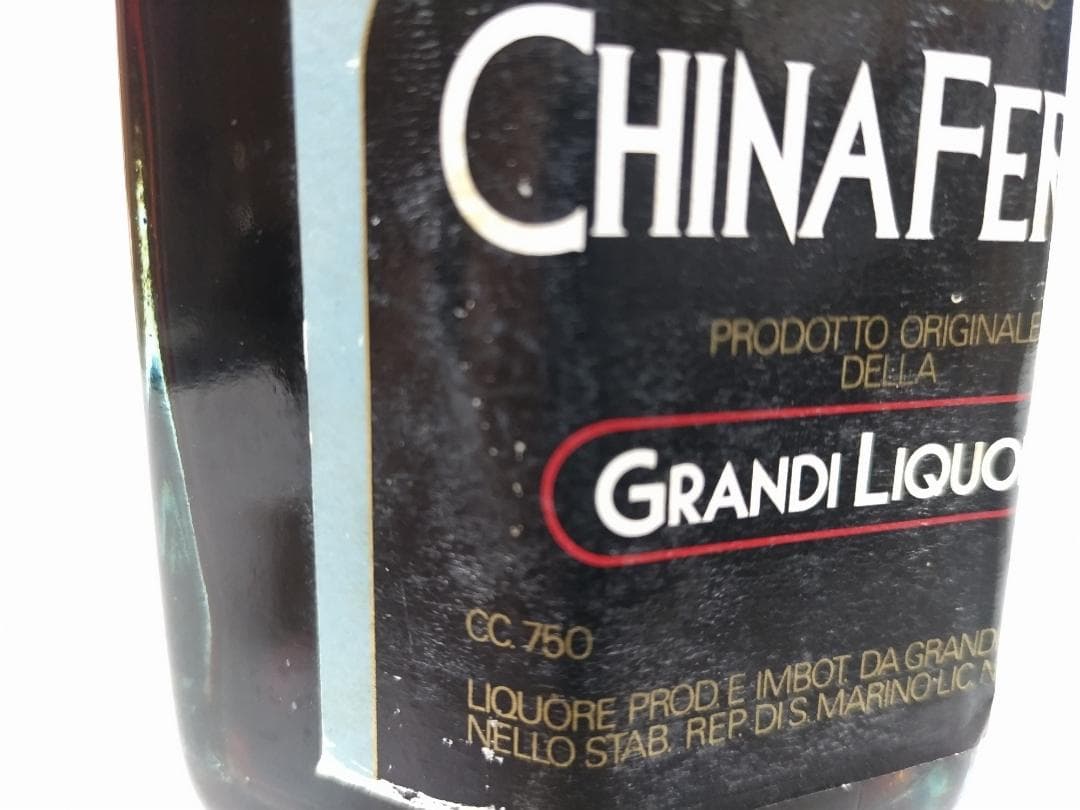 CHINAFER
PRODOTTO ORIGINALE
DELLA
GRANDI LIQUO
CC. 750
LIQUORE PROD. E IMBOT. DA GRAND
NELLO STAB. REP. DI S. MARINO·LIC. N